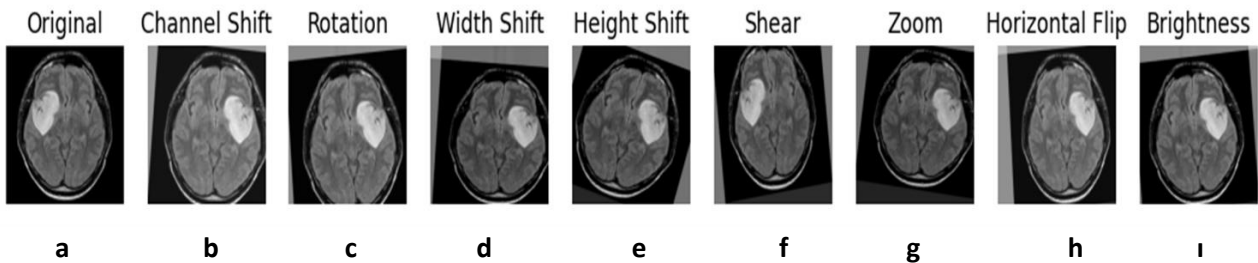 Original Channel Shift Rotation Width Shift Height Shift Shear Zoom Horizontal Flip Brightness
a b c d e f g h ı